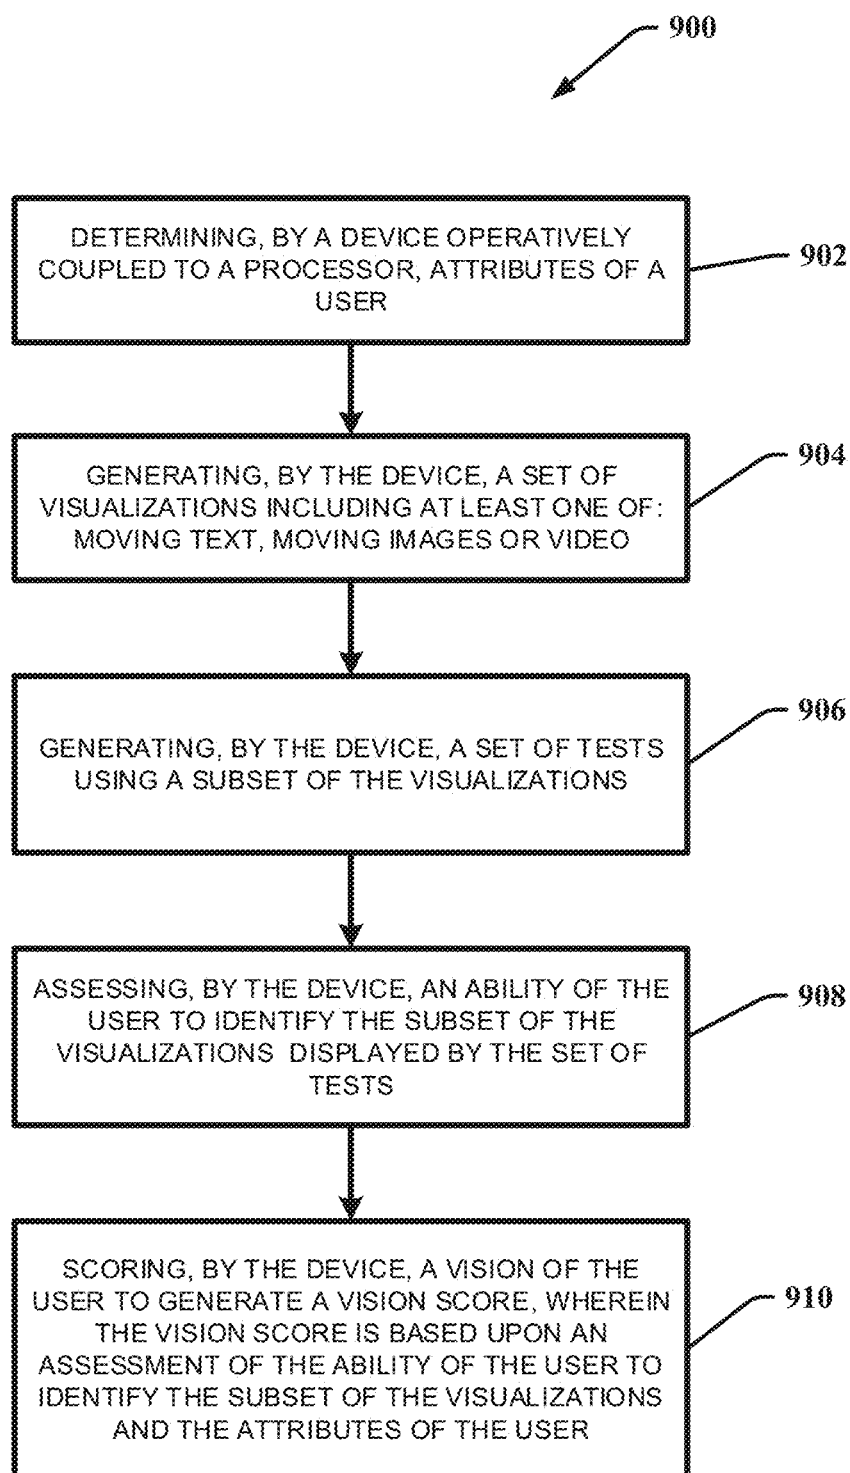 900
DETERMINING, BY A DEVICE OPERATIVELY
COUPLED TO A PROCESSOR, ATTRIBUTES OF A
USER
902
GENERATING, BY THE DEVICE, A SET OF
VISUALIZATIONS INCLUDING AT LEAST ONE OF:
MOVING TEXT, MOVING IMAGES OR VIDEO
904
GENERATING, BY THE DEVICE, A SET OF TESTS
USING A SUBSET OF THE VISUALIZATIONS
906
ASSESSING, BY THE DEVICE, AN ABILITY OF THE
USER TO IDENTIFY THE SUBSET OF THE
VISUALIZATIONS DISPLAYED BY THE SET OF
TESTS
908
SCORING, BY THE DEVICE, A VISION OF THE
USER TO GENERATE A VISION SCORE, WHEREIN
THE VISION SCORE IS BASED UPON AN
ASSESSMENT OF THE ABILITY OF THE USER TO
IDENTIFY THE SUBSET OF THE VISUALIZATIONS
AND THE ATTRIBUTES OF THE USER
910